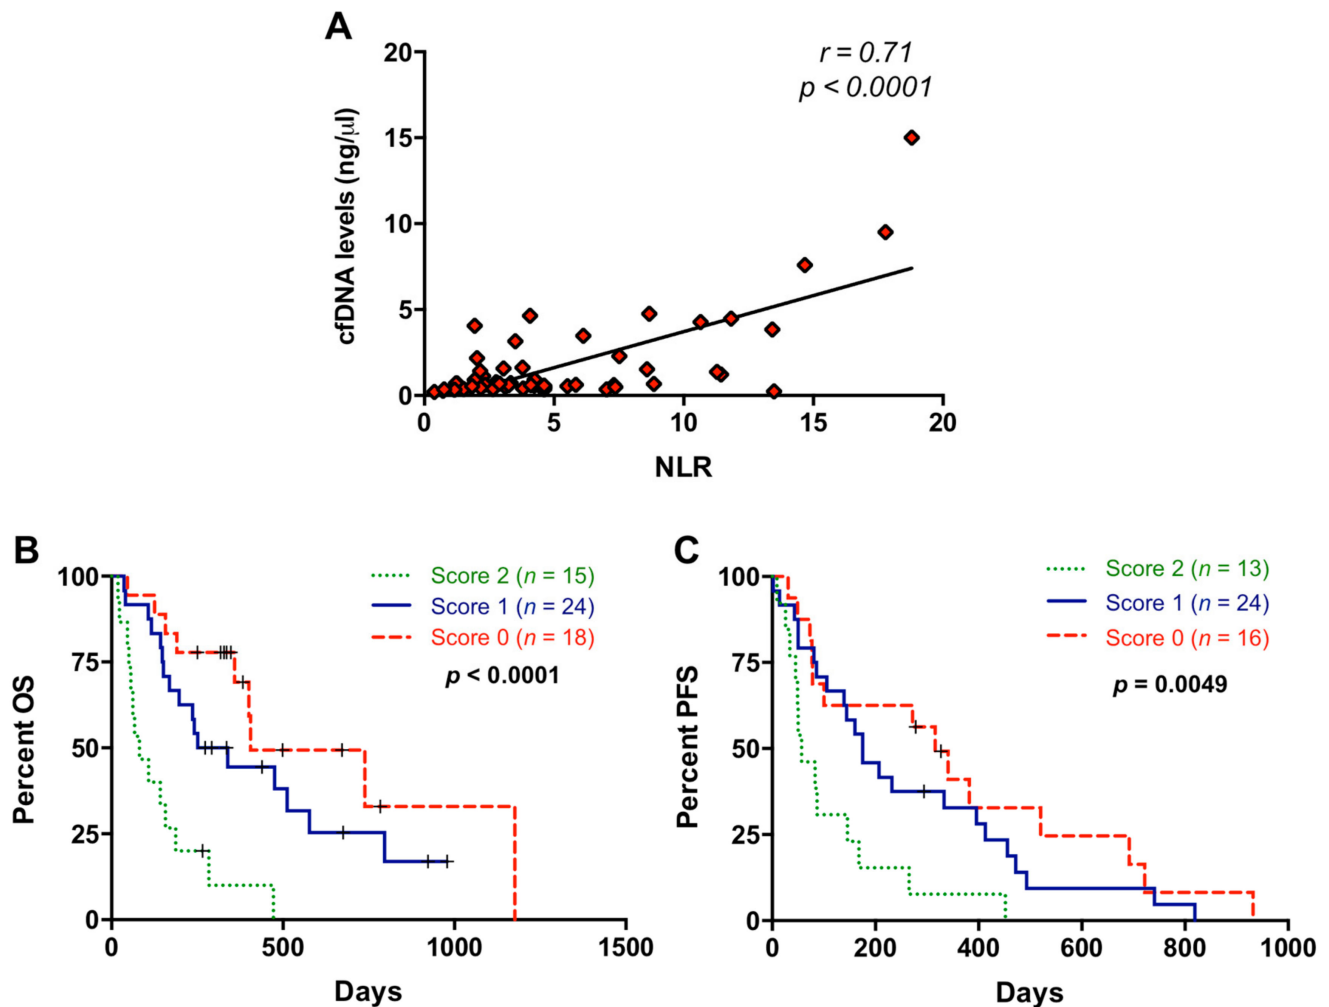 A
r = 0.71
p < 0.0001
cfDNA levels (ng/μl)
20
15
10
5
0
0 5 10 15 20
NLR
B
Score 2 (n = 15)
Score 1 (n = 24)
Score 0 (n = 18)
p < 0.0001
Percent OS
100
75
50
25
0
0 500 1000 1500
Days
C
Score 2 (n = 13)
Score 1 (n = 24)
Score 0 (n = 16)
p = 0.0049
Percent PFS
100
75
50
25
0
0 200 400 600 800 1000
Days